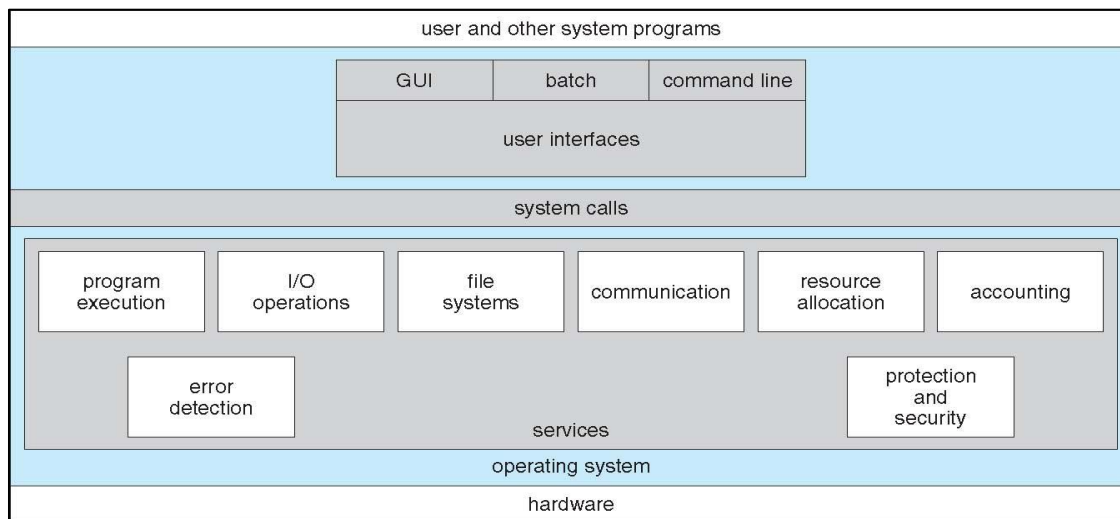 user and other system programs
GUI
batch
command line
user interfaces
system calls
program
execution
I/O
operations
file
systems
communication
resource
allocation
accounting
error
detection
protection
and
security
services
operating system
hardware